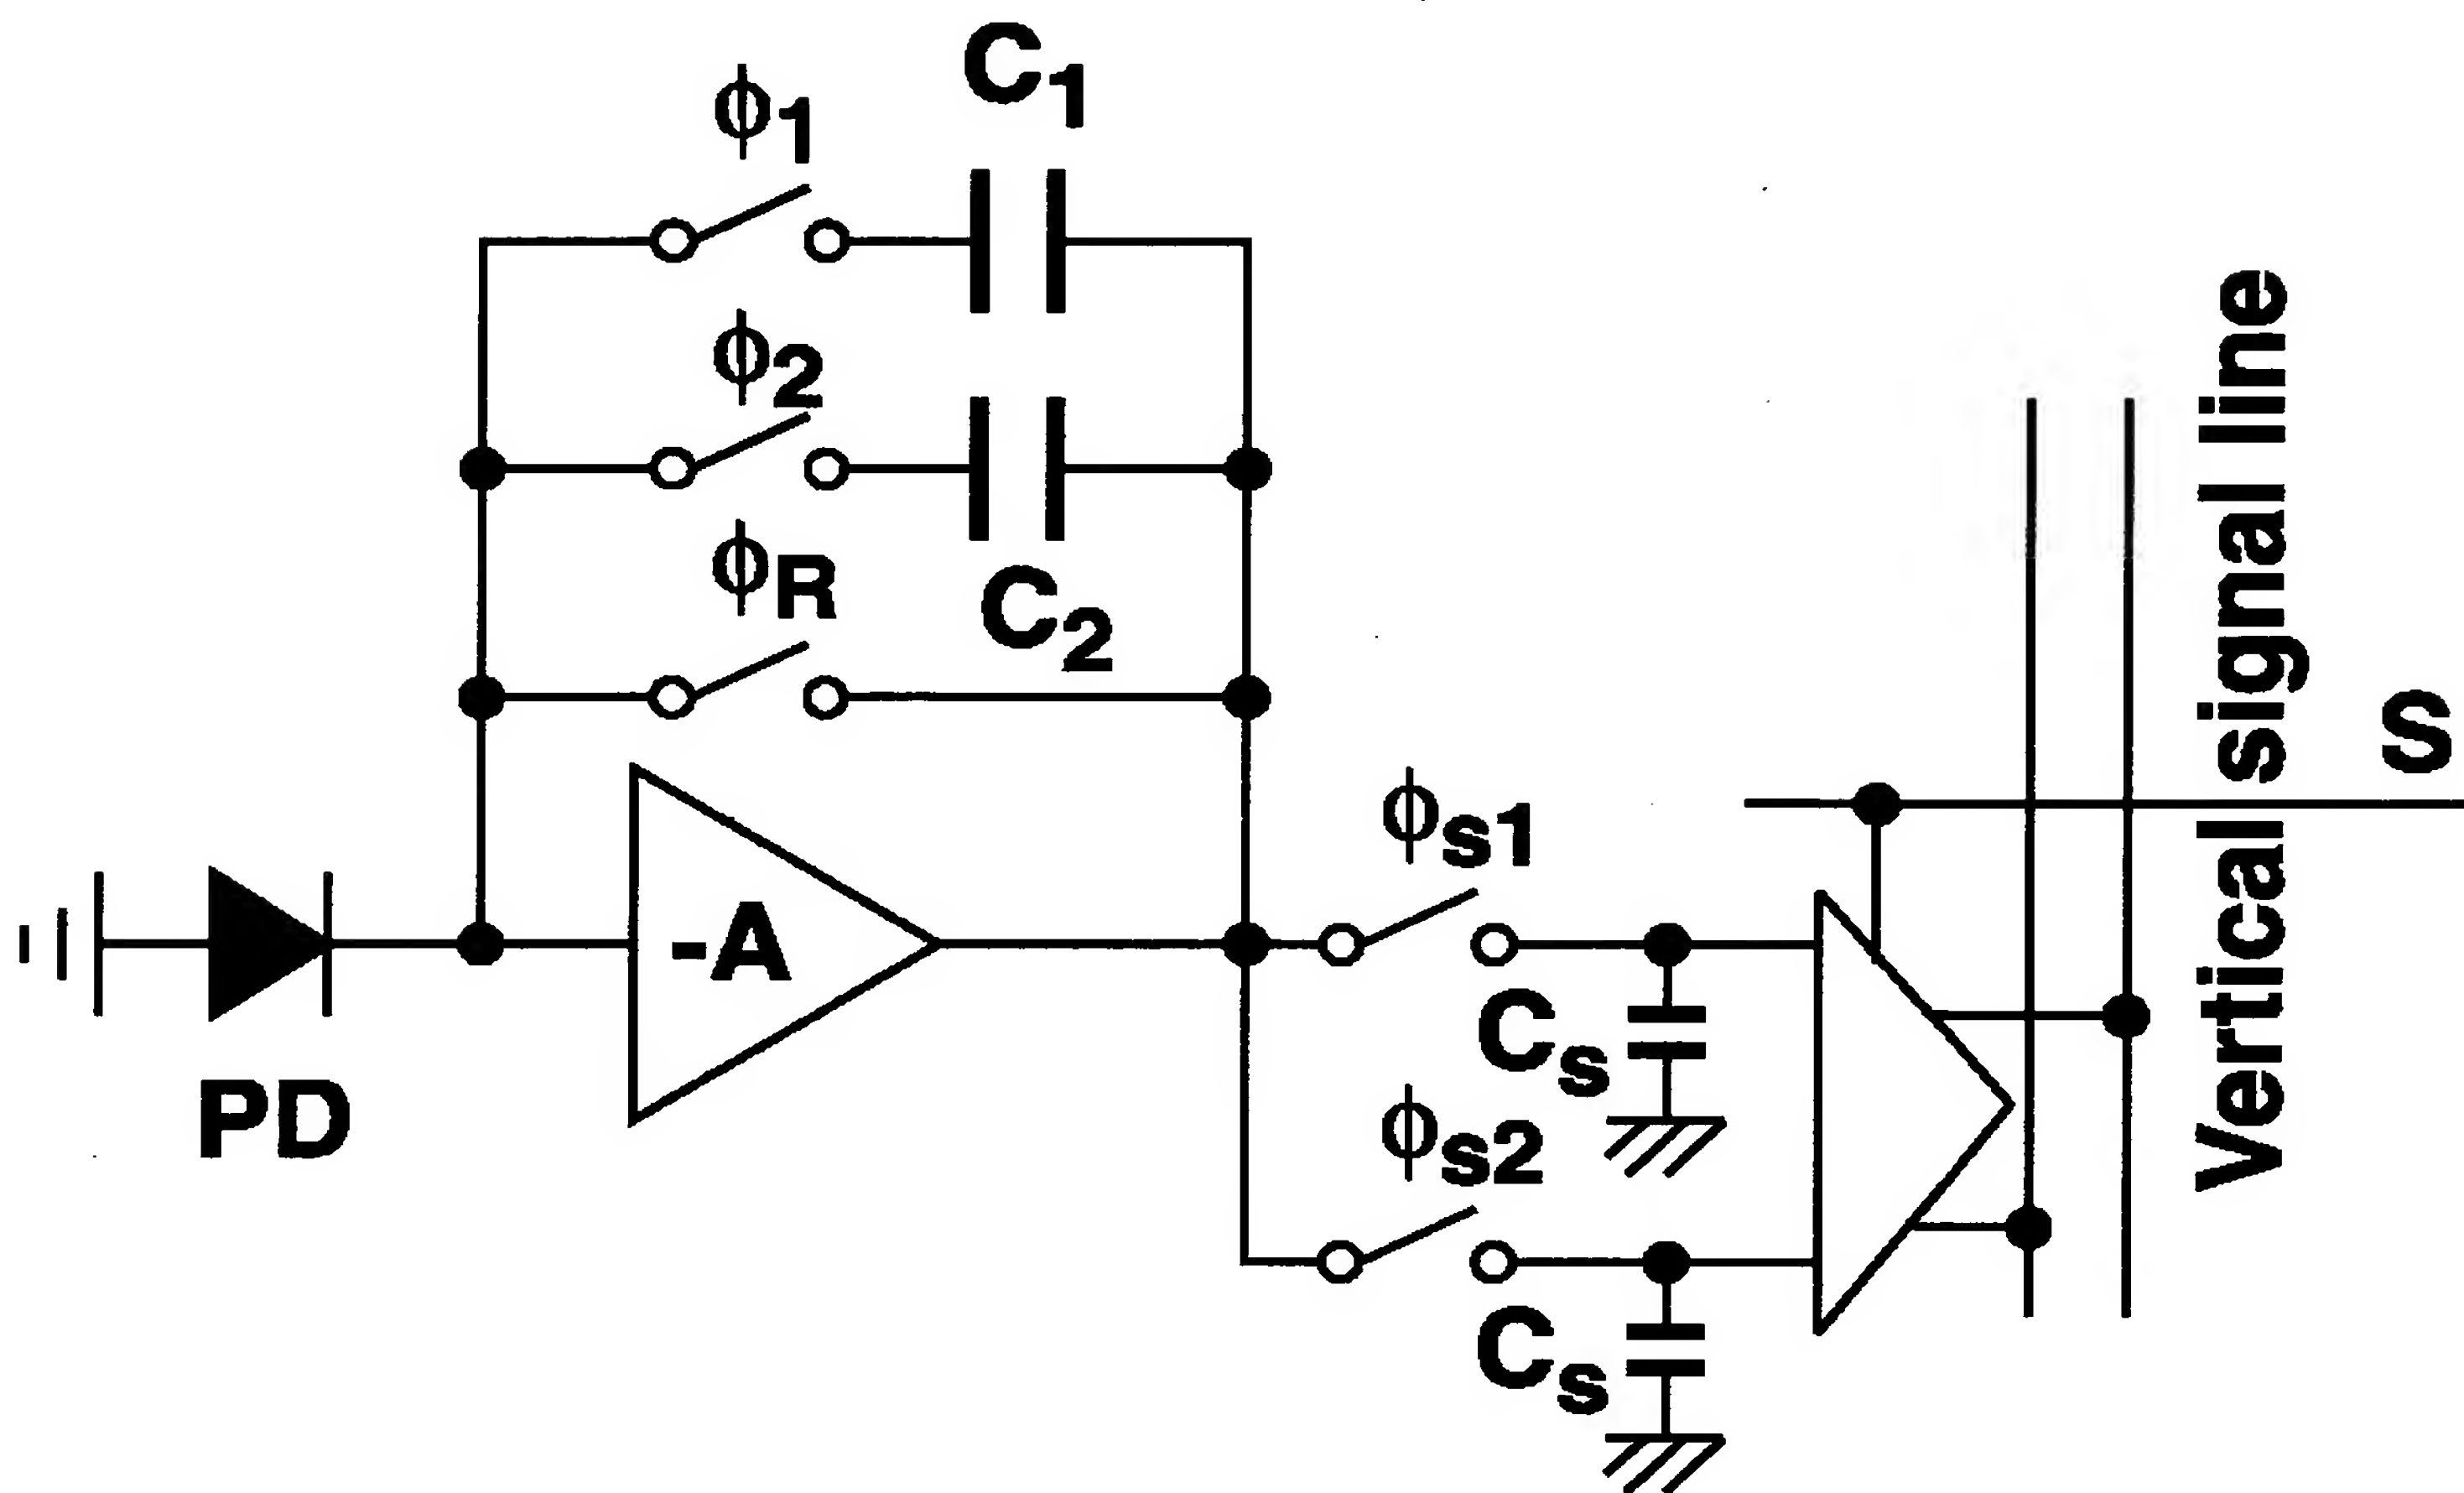 C1
ϕ1
ϕ2
ϕR
C2
Vertical signal line
S
ϕS1
-A
Cs
PD
ϕS2
Cs